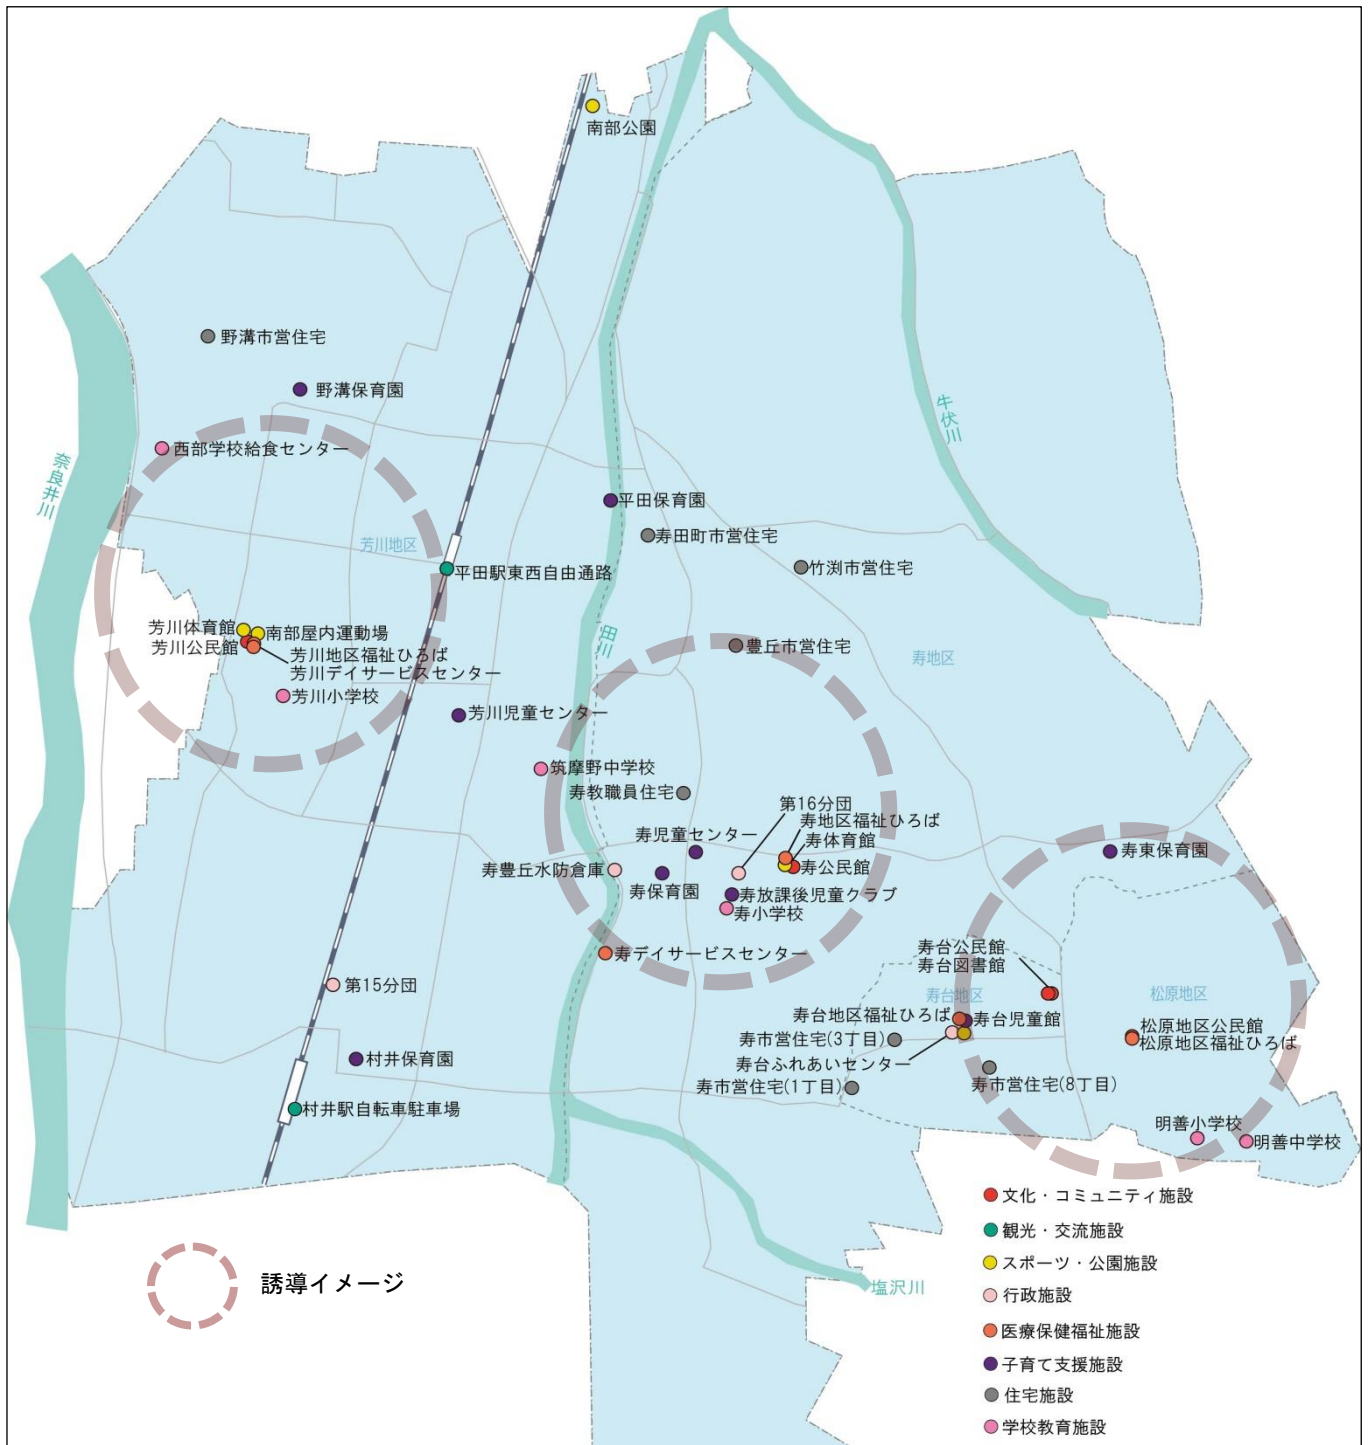 南部公園
野溝市営住宅
野溝保育園
牛伏川
西部学校給食センター
奈良井川
平田保育園
寿田町市営住宅
芳川地区
竹渕市営住宅
平田駅東西自由通路
芳川体育館
南部屋内運動場
芳川公民館
芳川地区福祉ひろば
芳川デイサービスセンター
田川
豊丘市営住宅
寿地区
芳川小学校
芳川児童センター
筑摩野中学校
寿教職員住宅
第16分団
寿地区福祉ひろば
寿児童センター
寿体育館
寿東保育園
寿豊丘水防倉庫
寿公民館
寿保育園
寿放課後児童クラブ
寿小学校
寿デイサービスセンター
寿台公民館
寿台図書館
第15分団
寿台地区
松原地区
寿台地区福祉ひろば
寿台児童館
松原地区公民館
寿市営住宅(3丁目)
松原地区福祉ひろば
村井保育園
寿台ふれあいセンター
寿市営住宅(1丁目)
寿市営住宅(8丁目)
村井駅自転車駐車場
明善小学校
明善中学校
塩沢川
誘導イメージ
文化・コミュニティ施設
観光・交流施設
スポーツ・公園施設
行政施設
医療保健福祉施設
子育て支援施設
住宅施設
学校教育施設